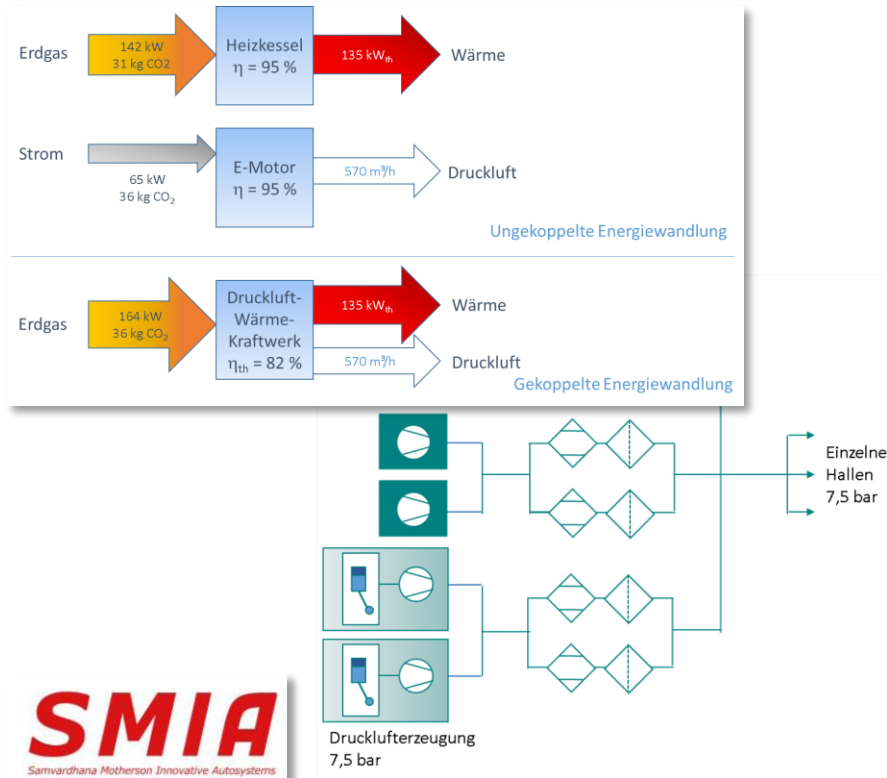 Erdgas
142 kW
31 kg CO2
Heizkessel
η = 95 %
135 kWth
Wärme
Strom
65 kW
36 kg CO2
E-Motor
η = 95 %
570 m³/h
Druckluft
Ungekoppelte Energiewandlung
Erdgas
164 kW
36 kg CO2
Druckluft-
Wärme-
Kraftwerk
ηth = 82 %
135 kWth
Wärme
570 m³/h
Druckluft
Gekoppelte Energiewandlung
Einzelne
Hallen
7,5 bar
Drucklufterzeugung
7,5 bar
SMIA
Samvardhana Motherson Innovative Autosystems